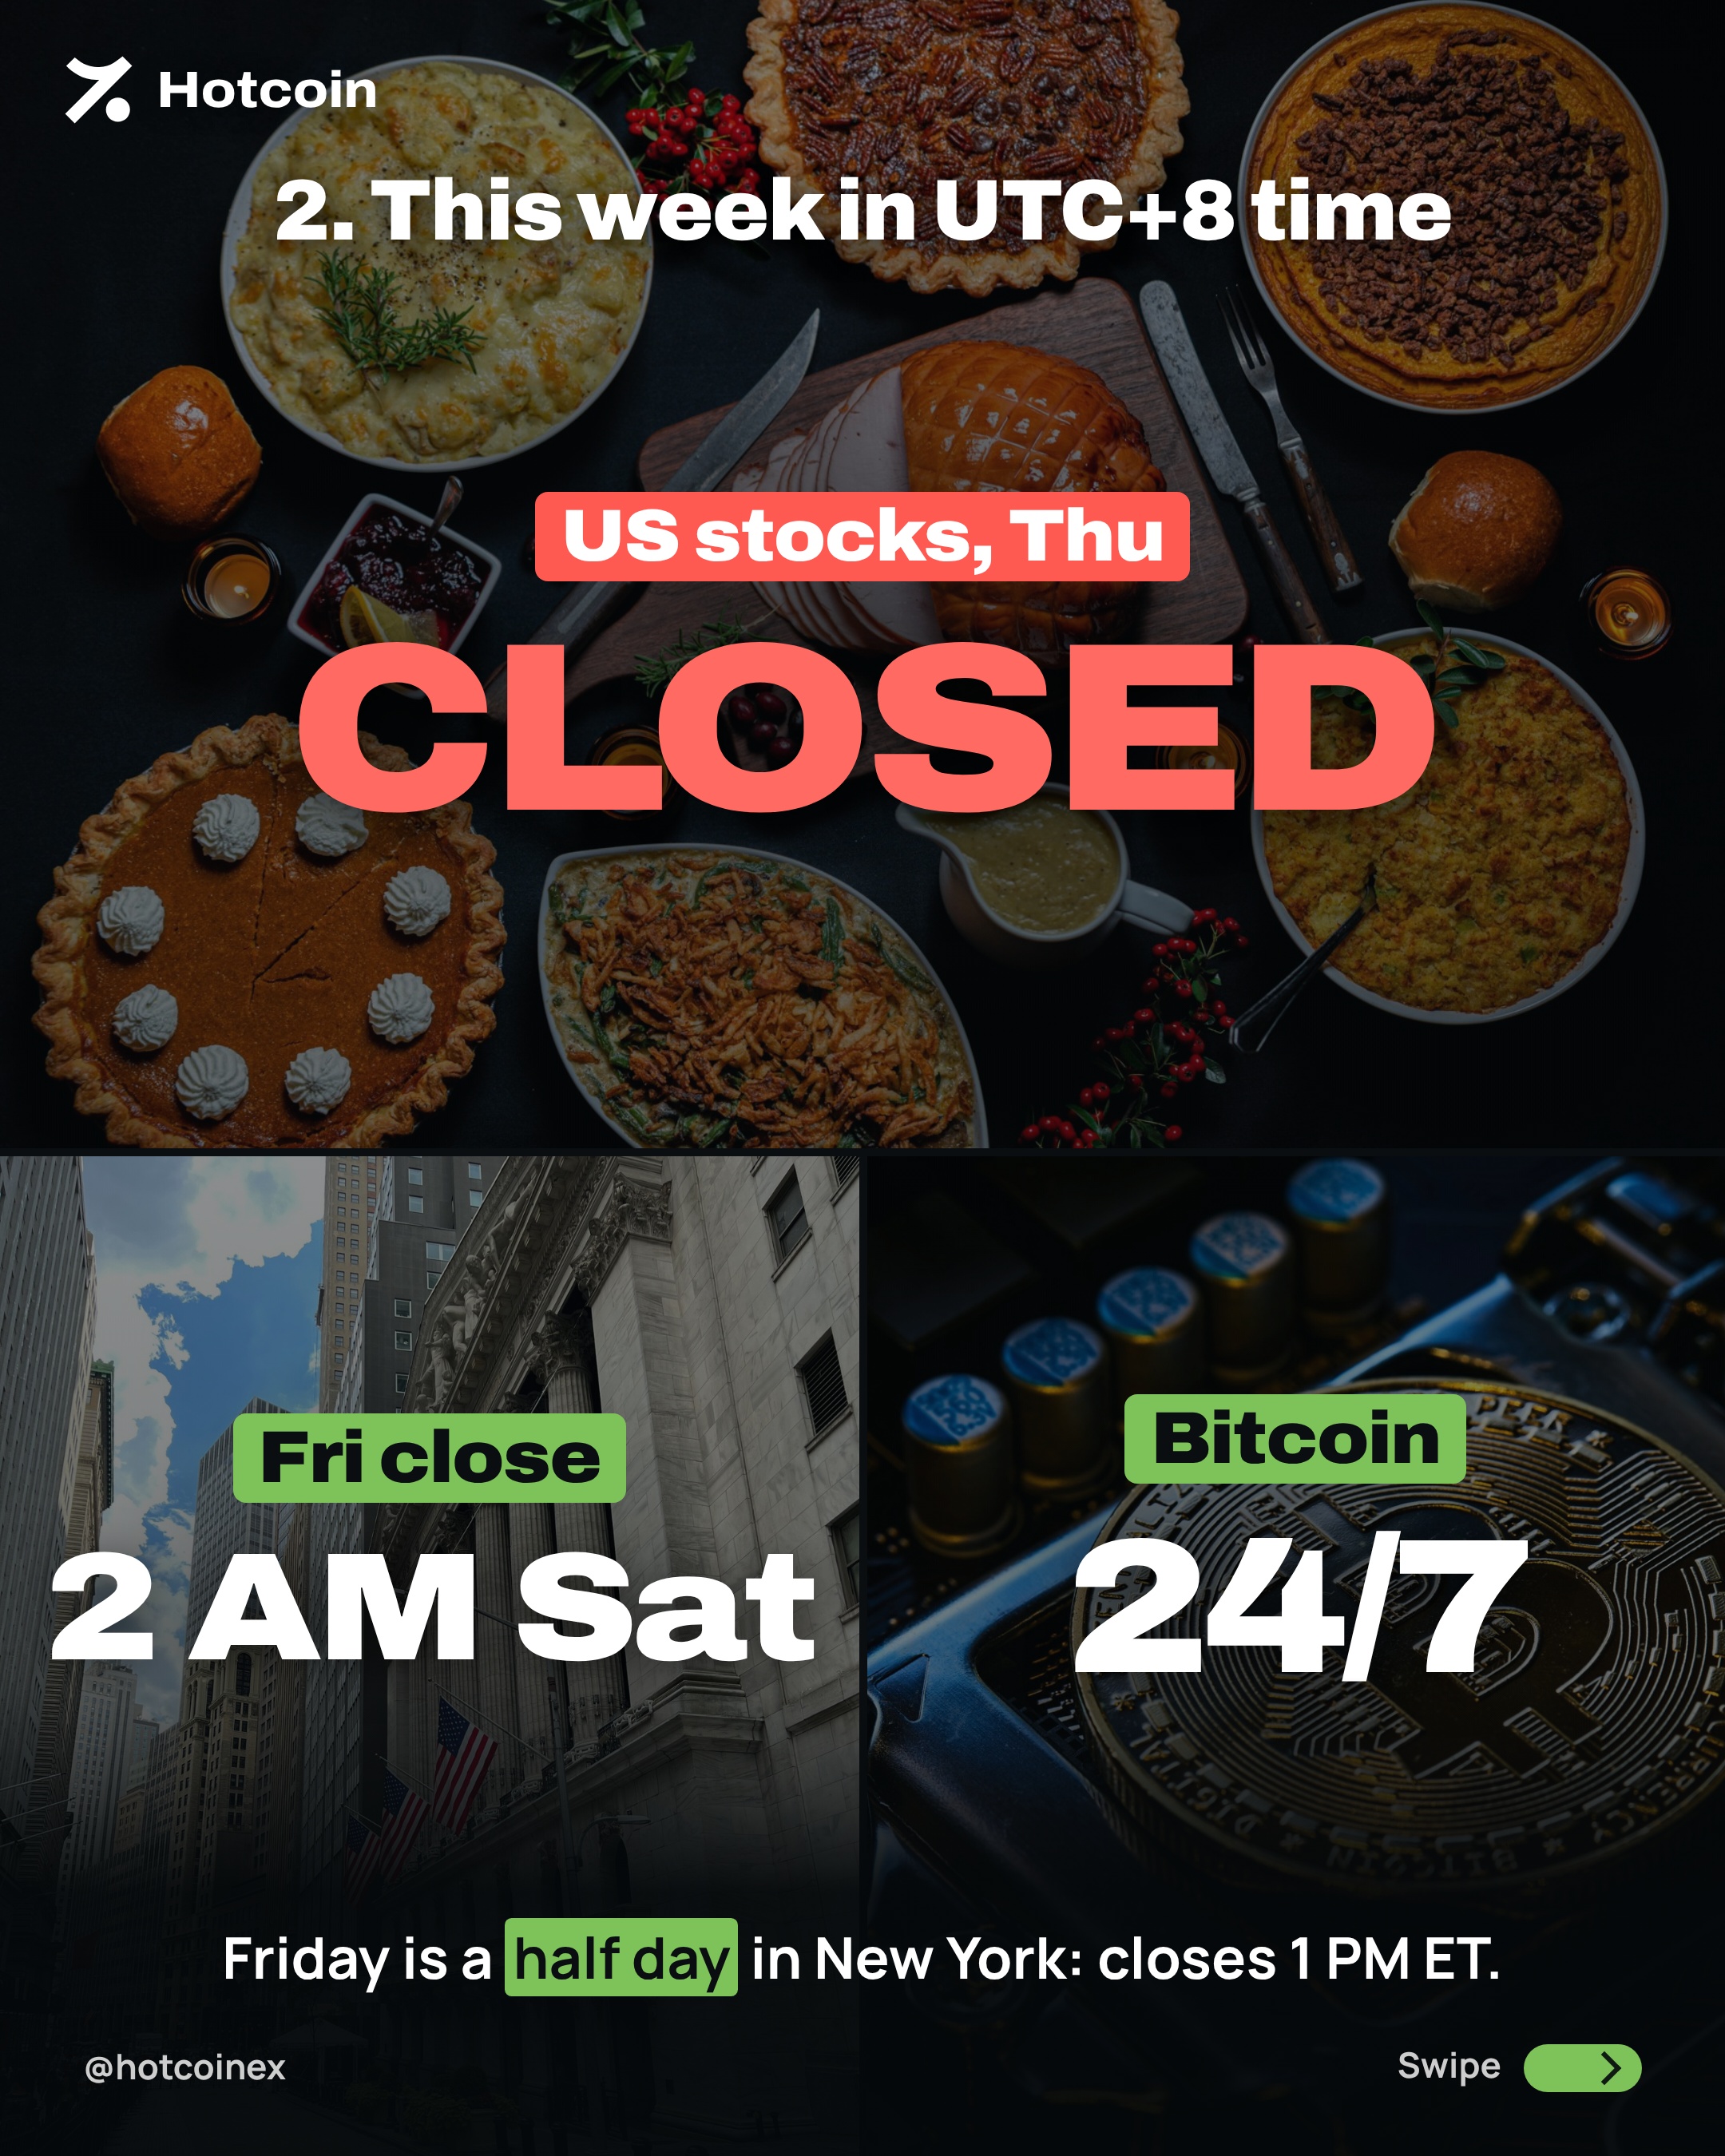 Hotcoin
2. This week in UTC+8 time
US stocks, Thu
CLOSED
Fri close
2 AM Sat
Bitcoin
24/7
Friday is a half day in New York: closes 1 PM ET.
@hotcoinex
Swipe